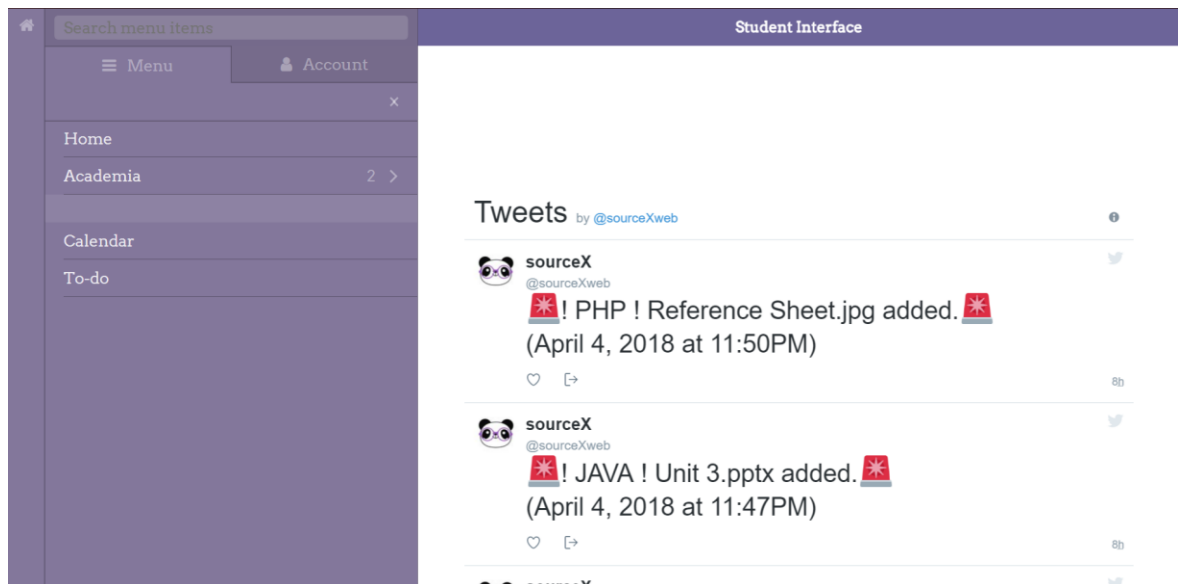 Search menu items
Student Interface
Menu
Account
x
Home
Academia
2 >
Calendar
To-do
Tweets by @sourceXweb
sourceX
@sourceXweb
🚨! PHP ! Reference Sheet.jpg added.🚨
(April 4, 2018 at 11:50PM)
8h
sourceX
@sourceXweb
🚨! JAVA ! Unit 3.pptx added.🚨
(April 4, 2018 at 11:47PM)
8h
sourceX